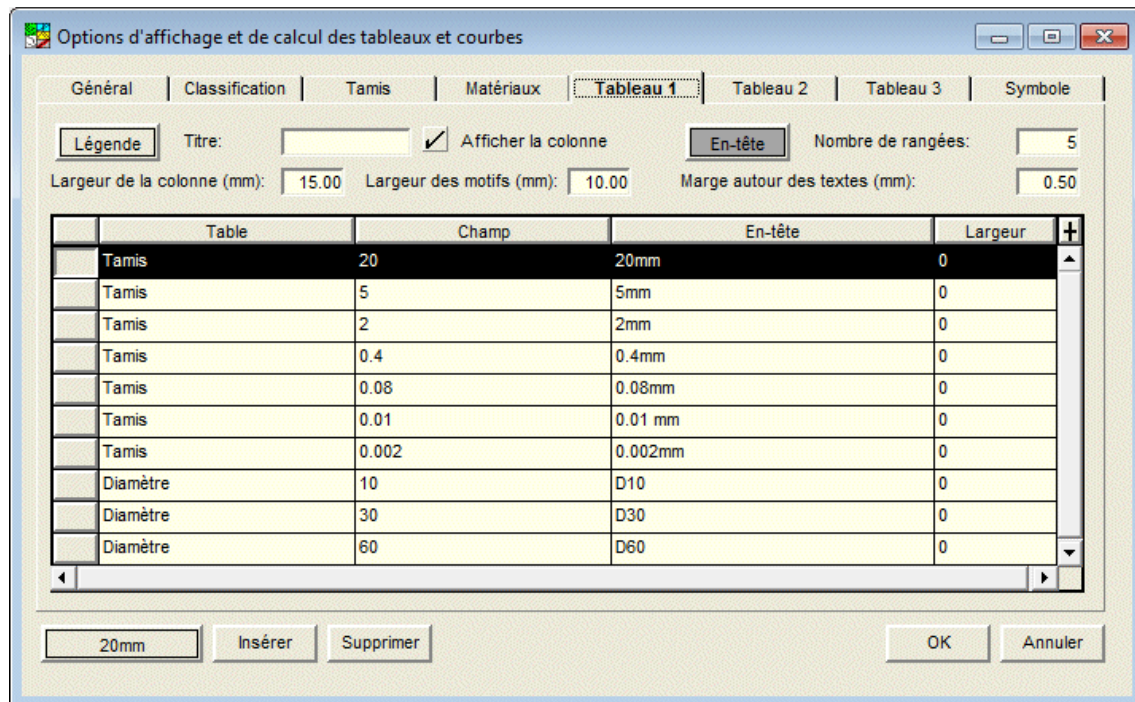 Options d'affichage et de calcul des tableaux et courbes
Général Classification Tamis Matériaux Tableau 1 Tableau 2 Tableau 3 Symbole
Légende Titre: Afficher la colonne En-tête Nombre de rangées: 5
Largeur de la colonne (mm): 15.00 Largeur des motifs (mm): 10.00 Marge autour des textes (mm): 0.50
Table Champ En-tête Largeur +
Tamis 20 20mm 0
Tamis 5 5mm 0
Tamis 2 2mm 0
Tamis 0.4 0.4mm 0
Tamis 0.08 0.08mm 0
Tamis 0.01 0.01 mm 0
Tamis 0.002 0.002mm 0
Diamètre 10 D10 0
Diamètre 30 D30 0
Diamètre 60 D60 0
20mm Insérer Supprimer OK Annuler